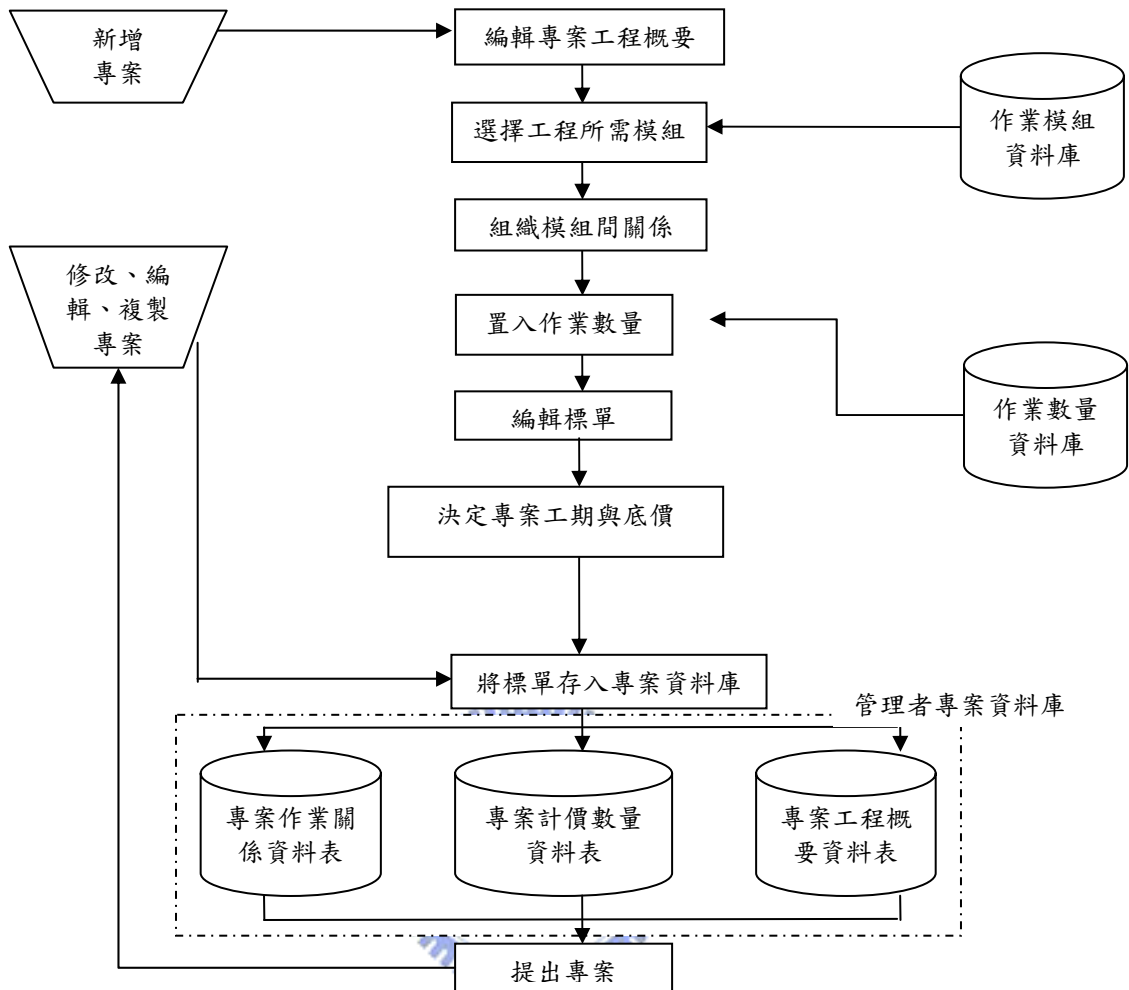 新增
專案
編輯專案工程概要
選擇工程所需模組
作業模組
資料庫
組織模組間關係
修改、編
輯、複製
專案
置入作業數量
作業數量
資料庫
編輯標單
決定專案工期與底價
將標單存入專案資料庫
管理者專案資料庫
專案作業關
係資料表
專案計價數量
資料表
專案工程概
要資料表
提出專案